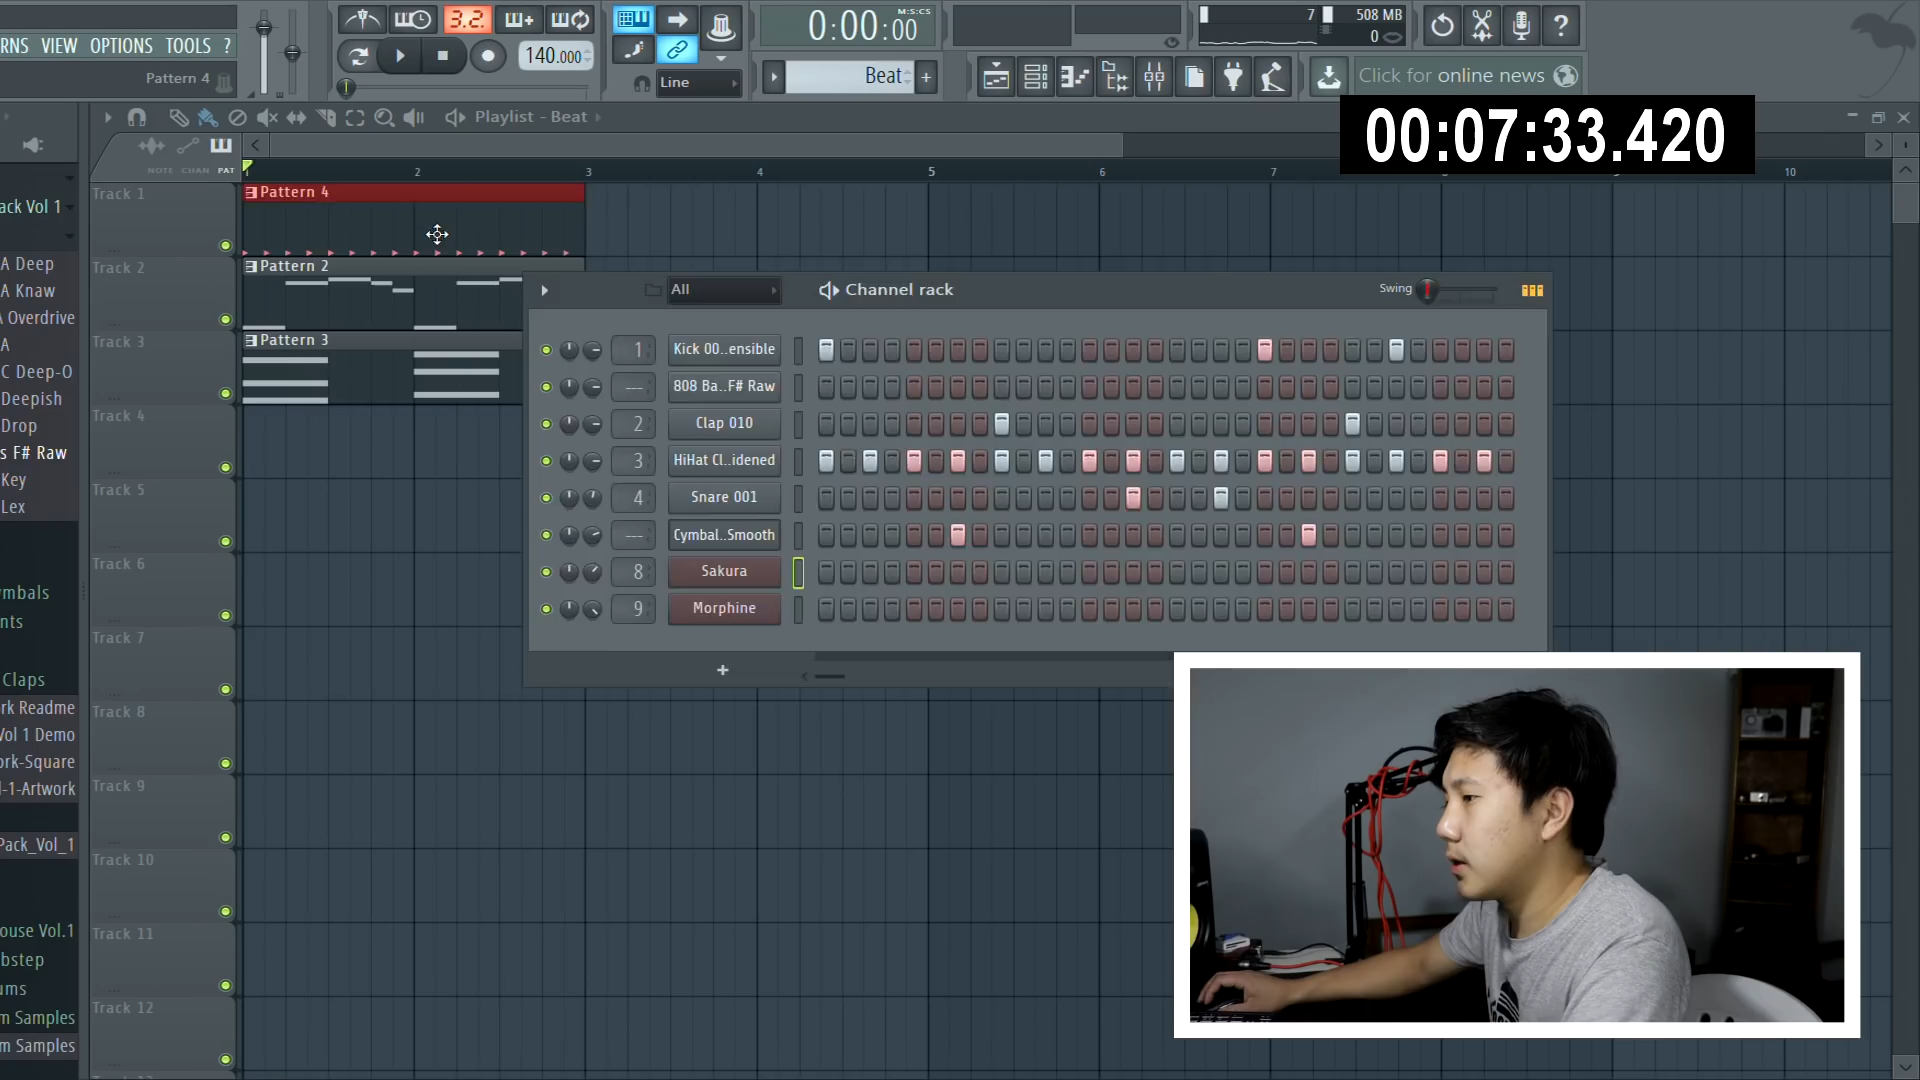 RNS VIEW OPTIONS TOOLS ?
Pattern 4
3.2.
140.000
Line
0:00:00
M:S:CS
Beat
7
508 MB
0
Click for online news
00:07:33.420
Playlist - Beat
NOTE CHAN PAT
2 3 4 5 6 7 10
ack Vol 1
A Deep
A Knaw
A Overdrive
A
C Deep-O
Deepish
Drop
s F# Raw
Key
Lex
mbals
nts
Claps
rk Readme
Vol 1 Demo
ork-Square
l-1-Artwork
Pack_Vol_1
ouse Vol.1
bstep
ums
m Samples
m Samples
Track 1
Track 2
Track 3
Track 4
Track 5
Track 6
Track 7
Track 8
Track 9
Track 10
Track 11
Track 12
Pattern 4
Pattern 2
Pattern 3
All
Channel rack
Swing
1 Kick 00..ensible
--- 808 Ba..F# Raw
2 Clap 010
3 HiHat Cl..idened
4 Snare 001
--- Cymbal..Smooth
8 Sakura
9 Morphine
+